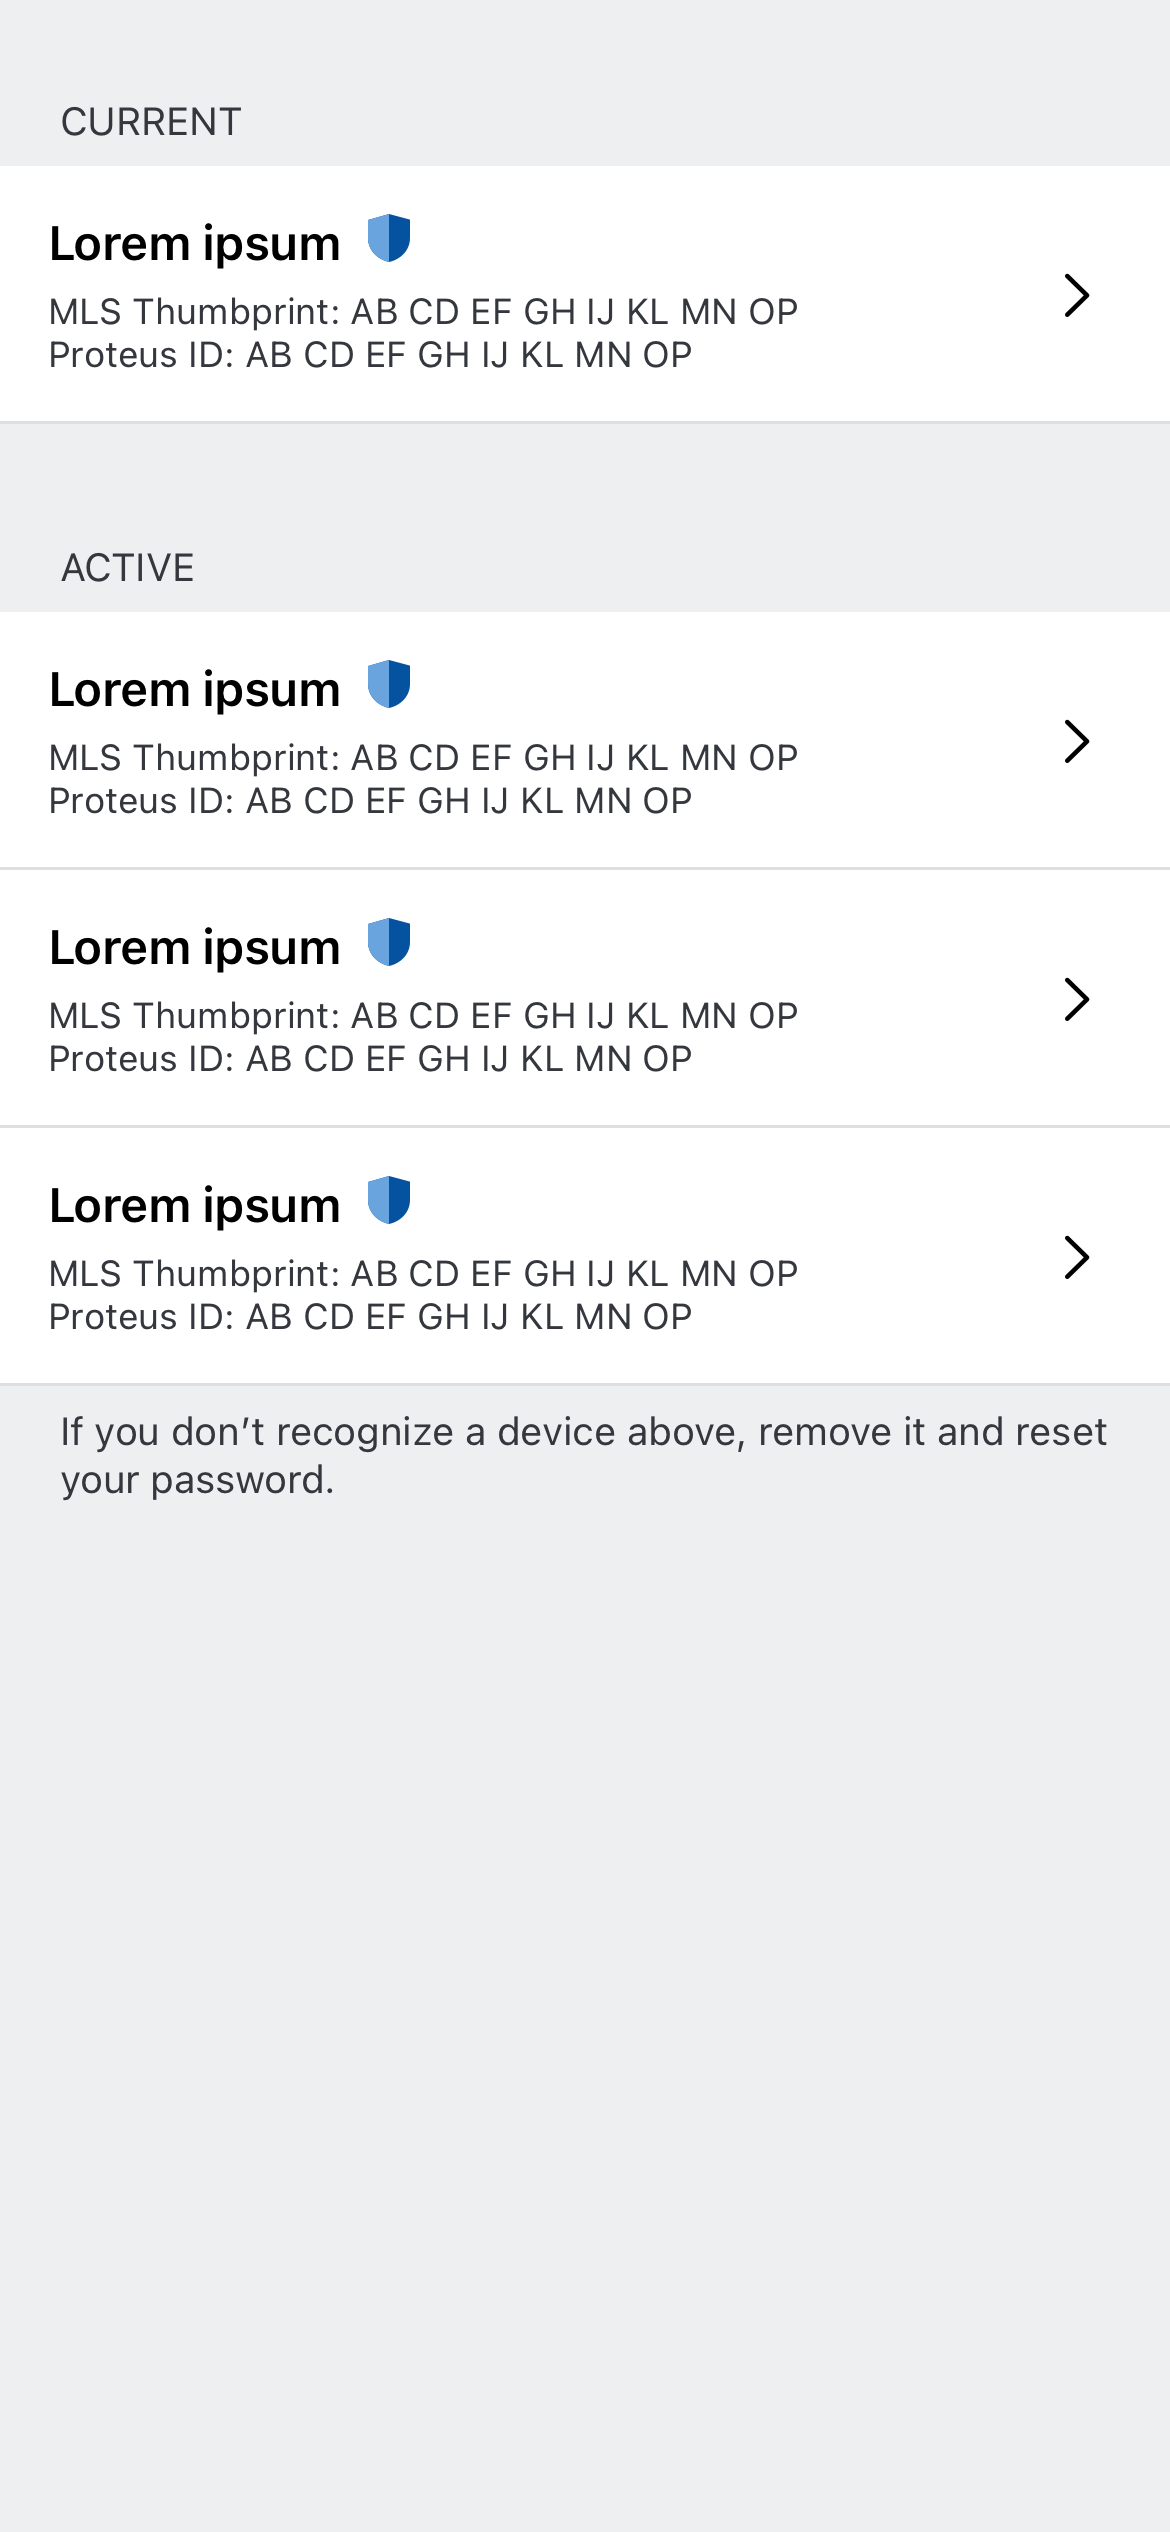 CURRENT
Lorem ipsum
MLS Thumbprint: AB CD EF GH IJ KL MN OP
Proteus ID: AB CD EF GH IJ KL MN OP
ACTIVE
Lorem ipsum
MLS Thumbprint: AB CD EF GH IJ KL MN OP
Proteus ID: AB CD EF GH IJ KL MN OP
Lorem ipsum
MLS Thumbprint: AB CD EF GH IJ KL MN OP
Proteus ID: AB CD EF GH IJ KL MN OP
Lorem ipsum
MLS Thumbprint: AB CD EF GH IJ KL MN OP
Proteus ID: AB CD EF GH IJ KL MN OP
If you don’t recognize a device above, remove it and reset
your password.